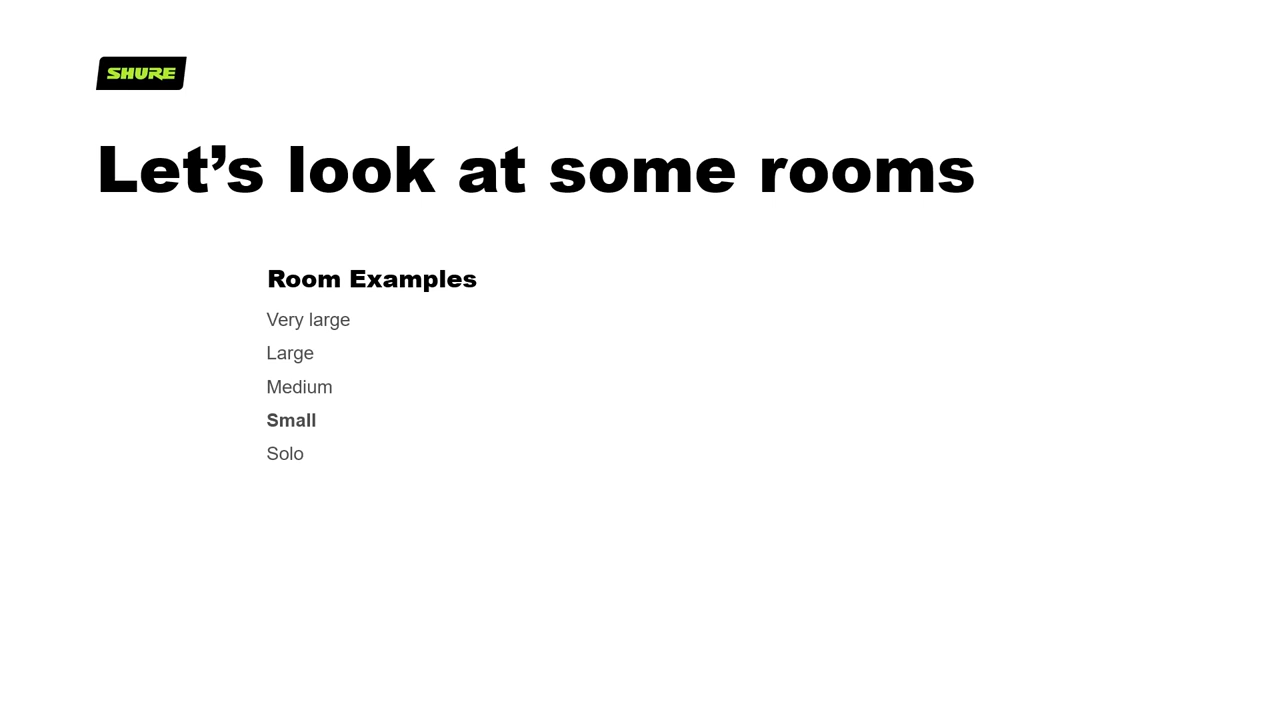 SHURE
Let’s look at some rooms
Room Examples
Very large
Large
Medium
Small
Solo